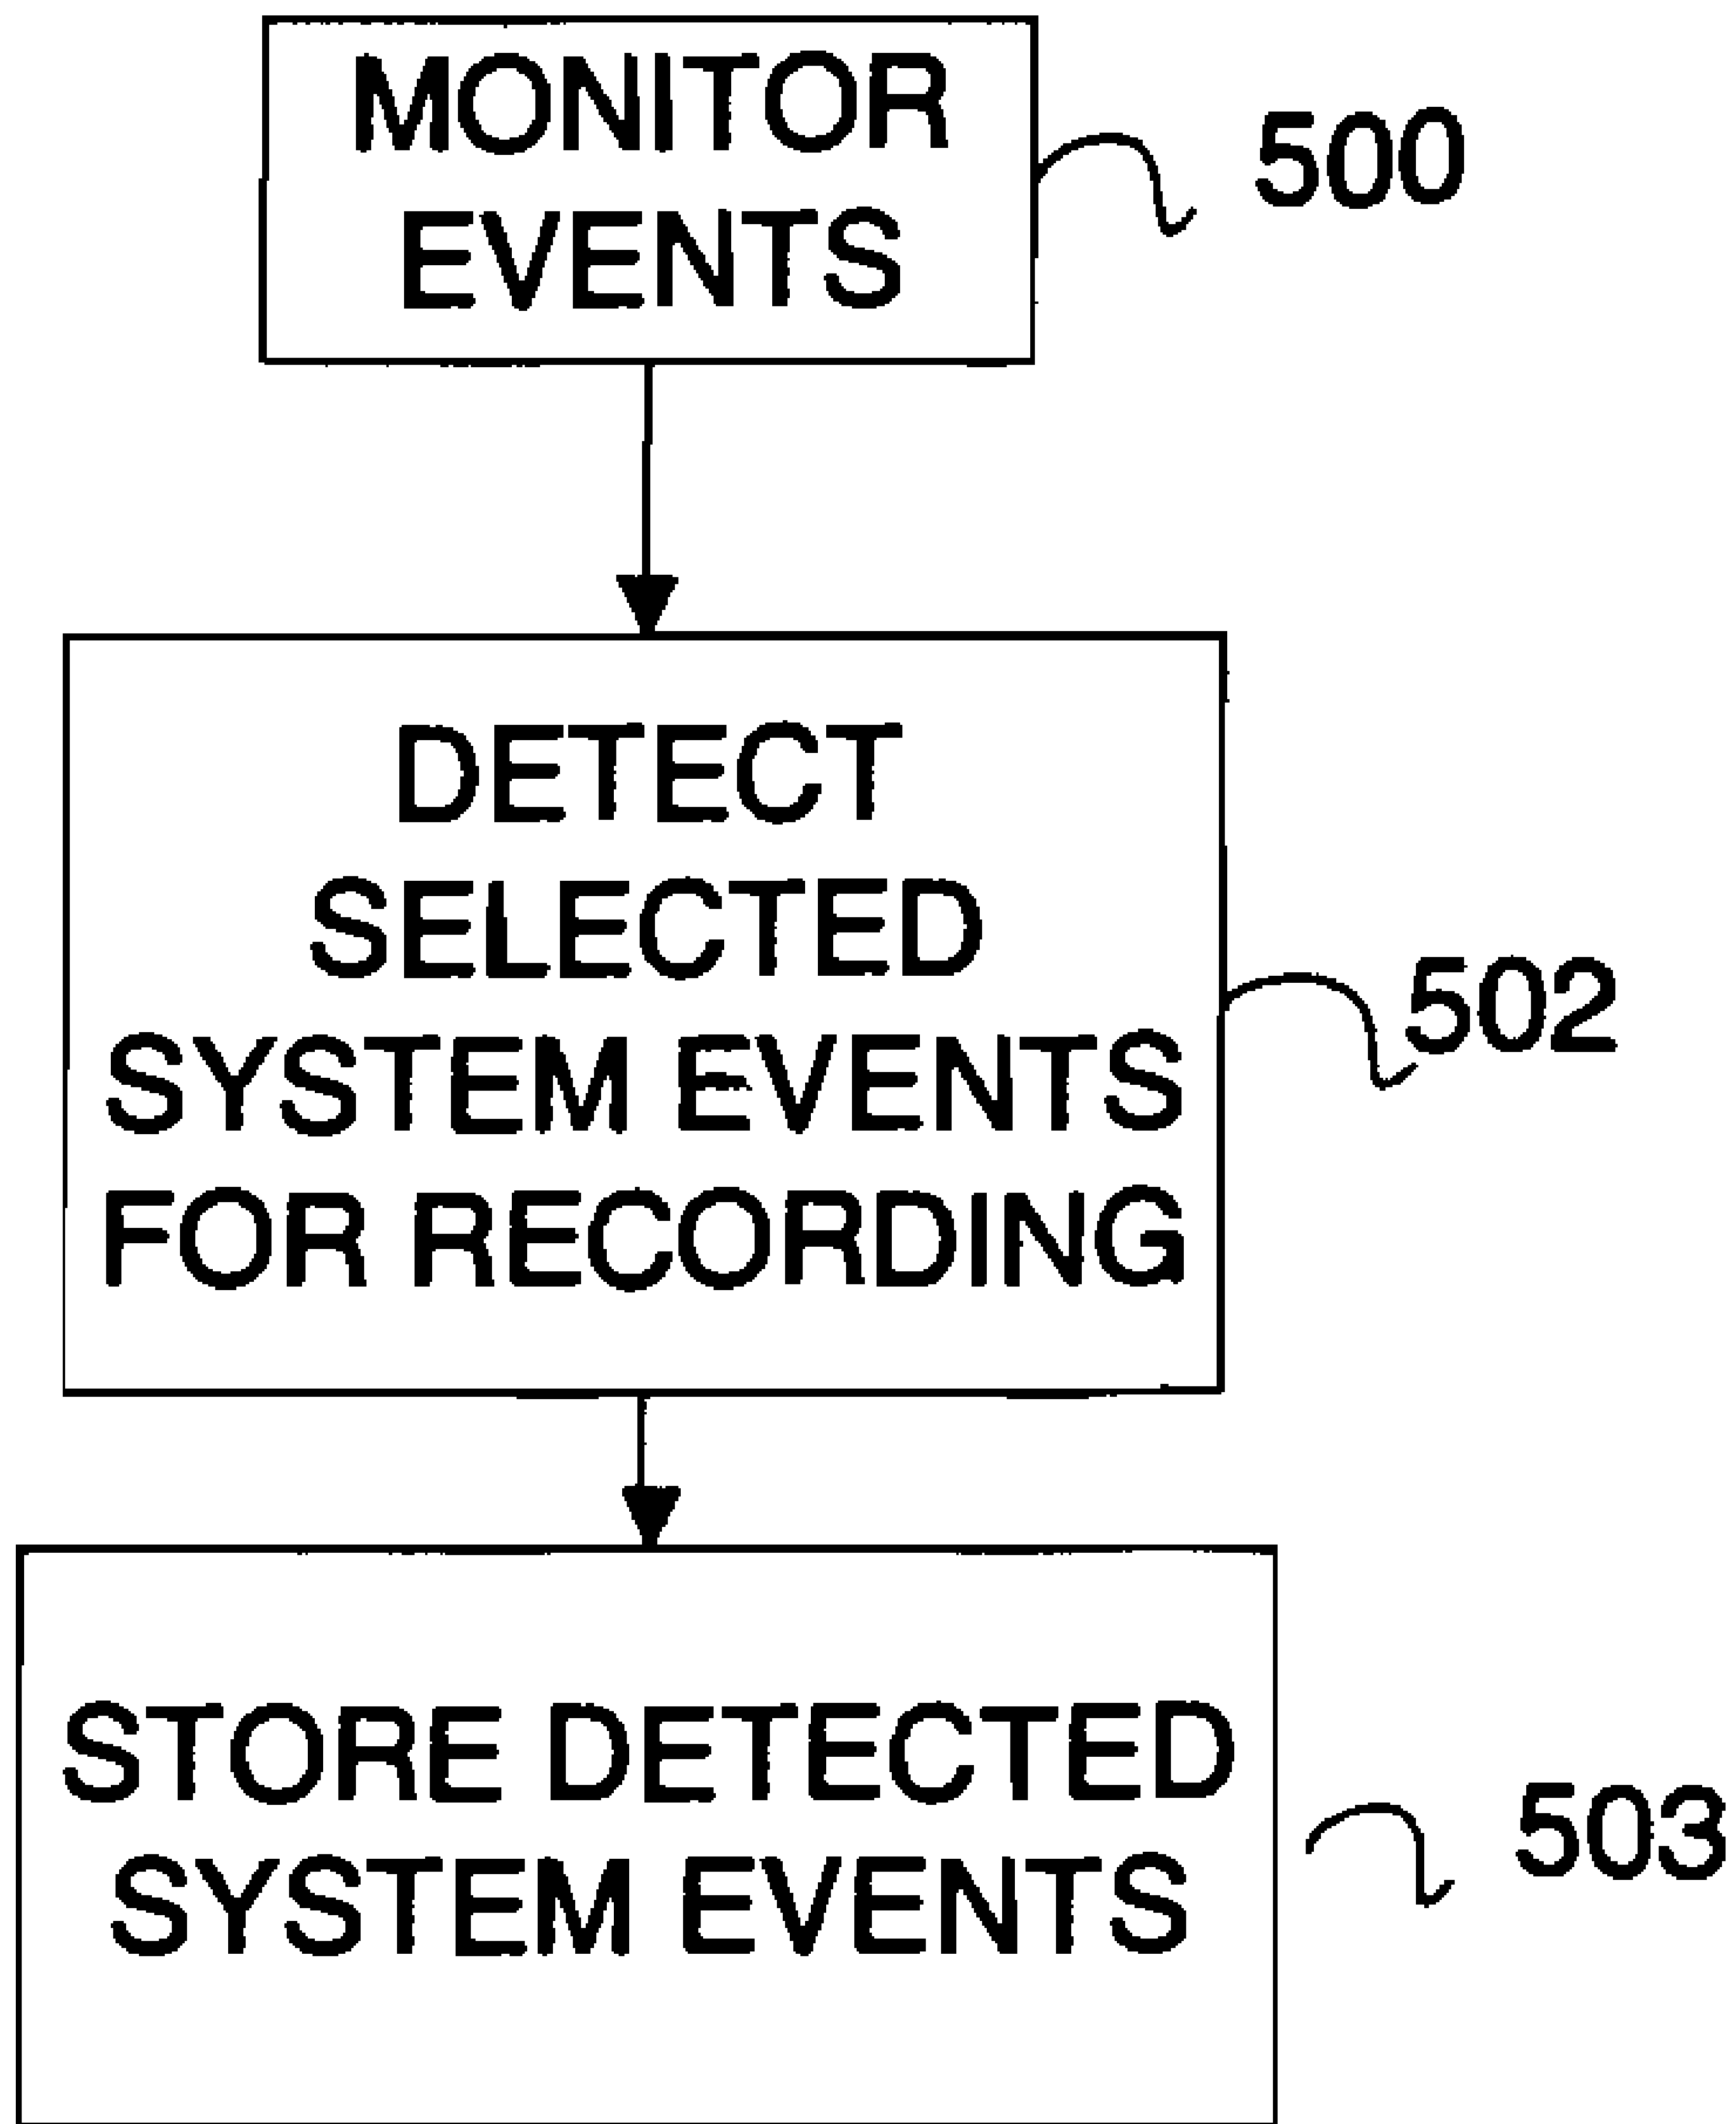 MONITOR
EVENTS
500
DETECT
SELECTED
SYSTEM EVENTS
FOR RECORDING
502
STORE DETECTED
SYSTEM EVENTS
503